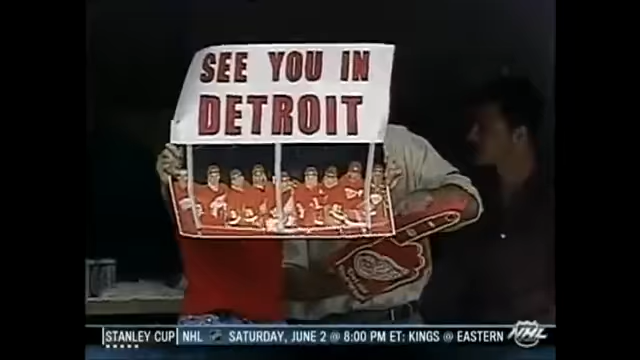 SEE YOU IN
DETROIT
STANLEY CUP NHL SATURDAY, JUNE 2 @ 8:00 PM ET: KINGS @ EASTERN NHL